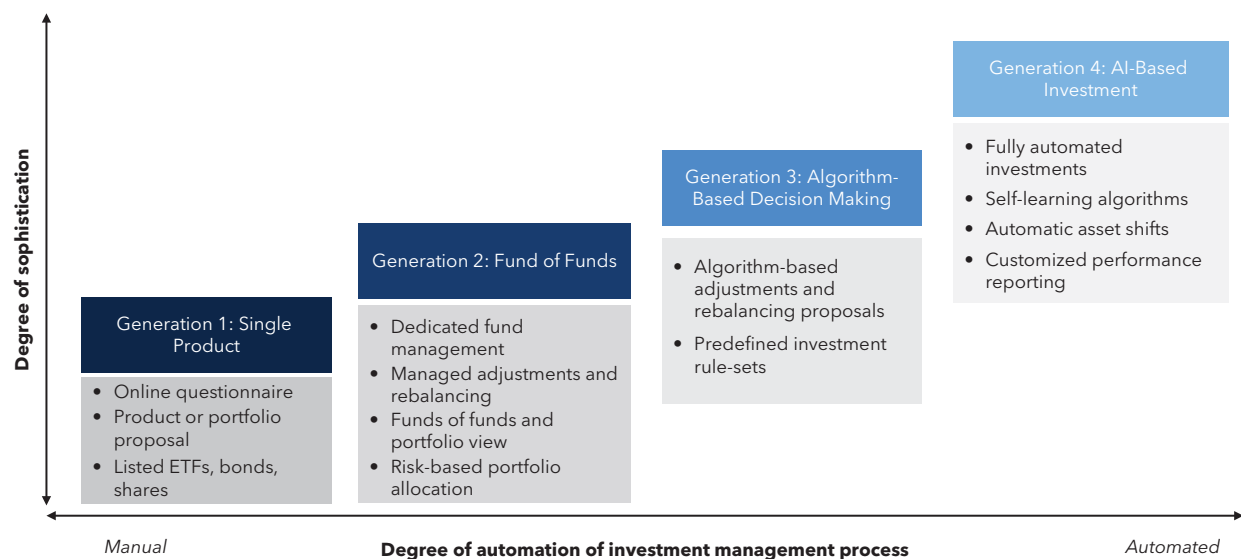 Degree of sophistication
Generation 1: Single
Product
• Online questionnaire
• Product or portfolio
proposal
• Listed ETFs, bonds,
shares
Generation 2: Fund of Funds
• Dedicated fund
management
• Managed adjustments and
rebalancing
• Funds of funds and
portfolio view
• Risk-based portfolio
allocation
Generation 3: Algorithm-
Based Decision Making
• Algorithm-based
adjustments and
rebalancing proposals
• Predefined investment
rule-sets
Generation 4: AI-Based
Investment
• Fully automated
investments
• Self-learning algorithms
• Automatic asset shifts
• Customized performance
reporting
Manual
Degree of automation of investment management process
Automated